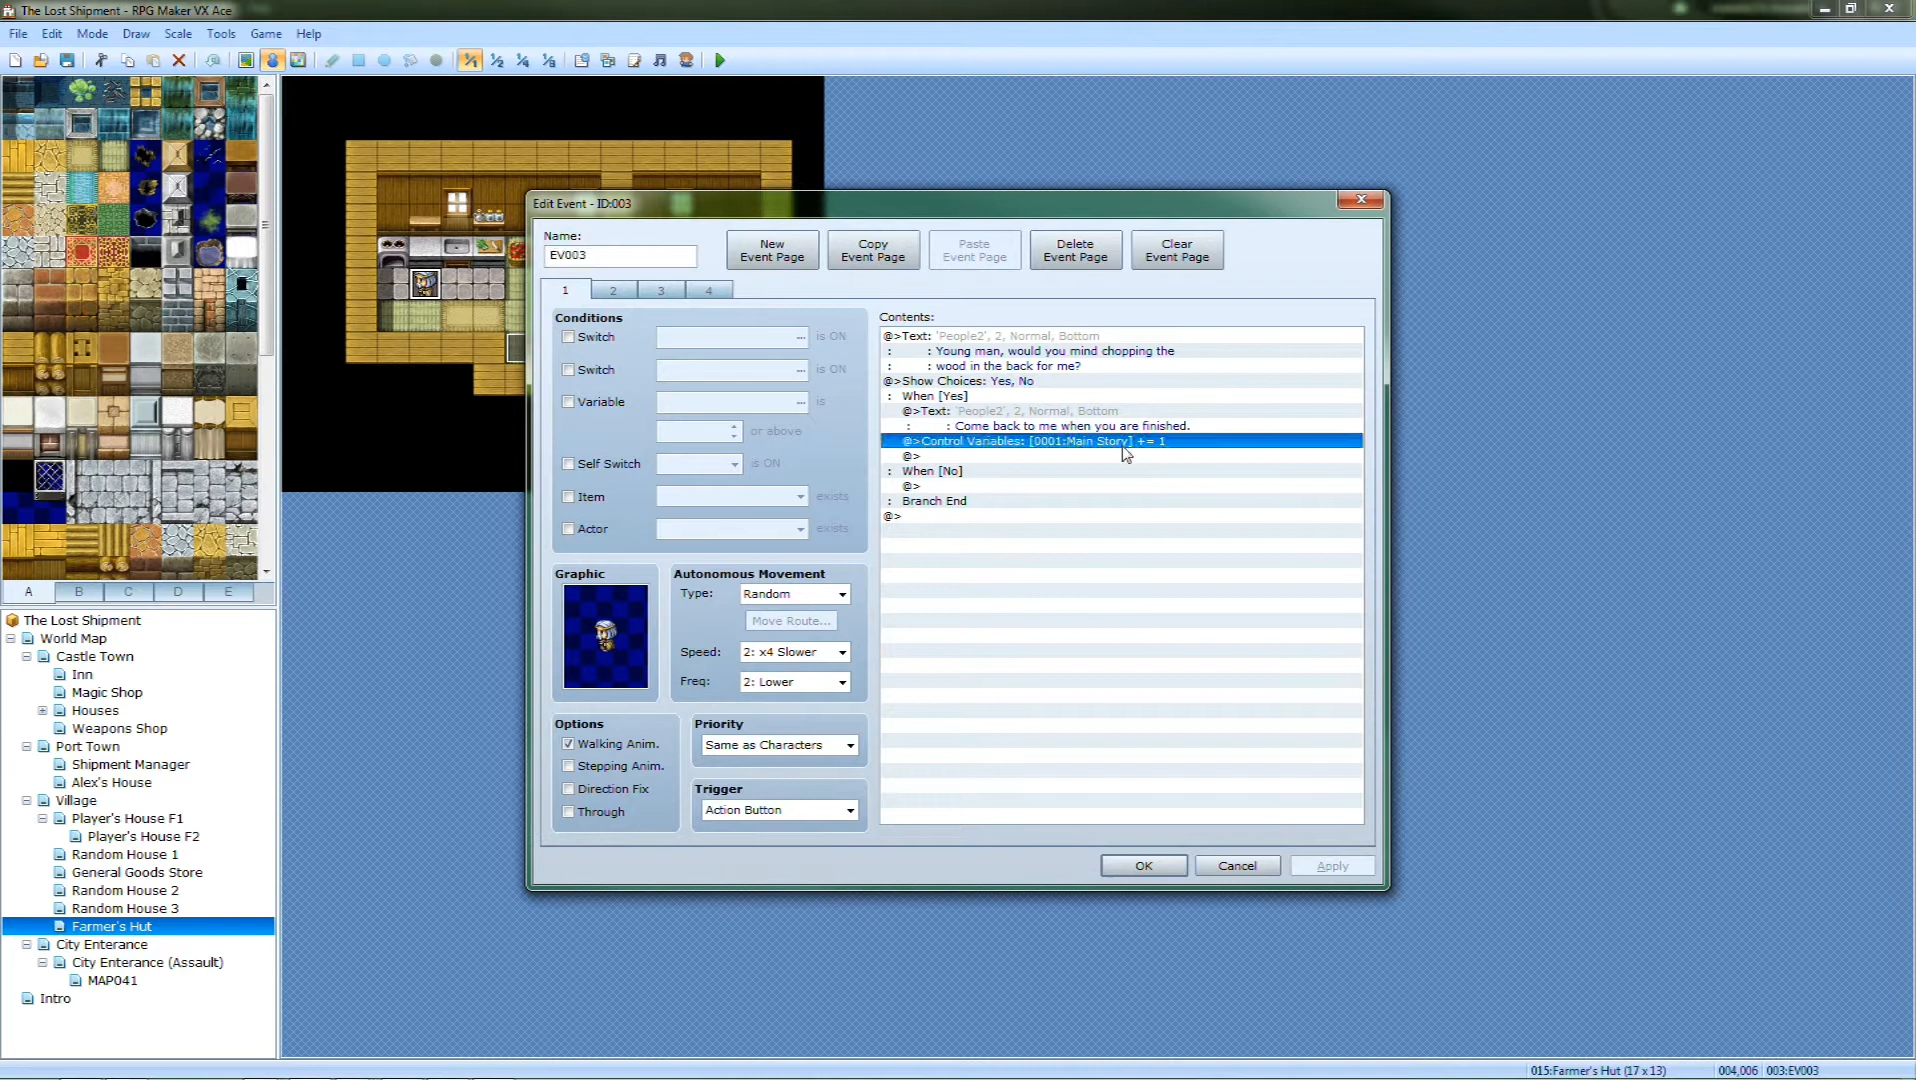 The Lost Shipment - RPG Maker VX Ace
File Edit Mode Draw Scale Tools Game Help
Edit Event - ID:003
Name:
EV003
New Event Page
Copy Event Page
Paste Event Page
Delete Event Page
Clear Event Page
1 2 3 4
Conditions
Switch ... is ON
Switch ... is ON
Variable ... is
or above
Self Switch is ON
Item exists
Actor exists
Graphic
Autonomous Movement
Type: Random
Move Route...
Speed: 2: x4 Slower
Freq: 2: Lower
Options
Walking Anim.
Stepping Anim.
Direction Fix
Through
Priority
Same as Characters
Trigger
Action Button
Contents:
@>Text: 'People2', 2, Normal, Bottom
: : Young man, would you mind chopping the
: : wood in the back for me?
@>Show Choices: Yes, No
: When [Yes]
@>Text: 'People2', 2, Normal, Bottom
: : Come back to me when you are finished.
@>Control Variables: [0001:Main Story] += 1
@>
: When [No]
@>
: Branch End
@>
OK Cancel Apply
A B C D E
The Lost Shipment
World Map
Castle Town
Inn
Magic Shop
Houses
Weapons Shop
Port Town
Shipment Manager
Alex's House
Village
Player's House F1
Player's House F2
Random House 1
General Goods Store
Random House 2
Random House 3
Farmer's Hut
City Enterance
City Enterance (Assault)
MAP041
Intro
015:Farmer's Hut (17 x 13) 004,006 003:EV003